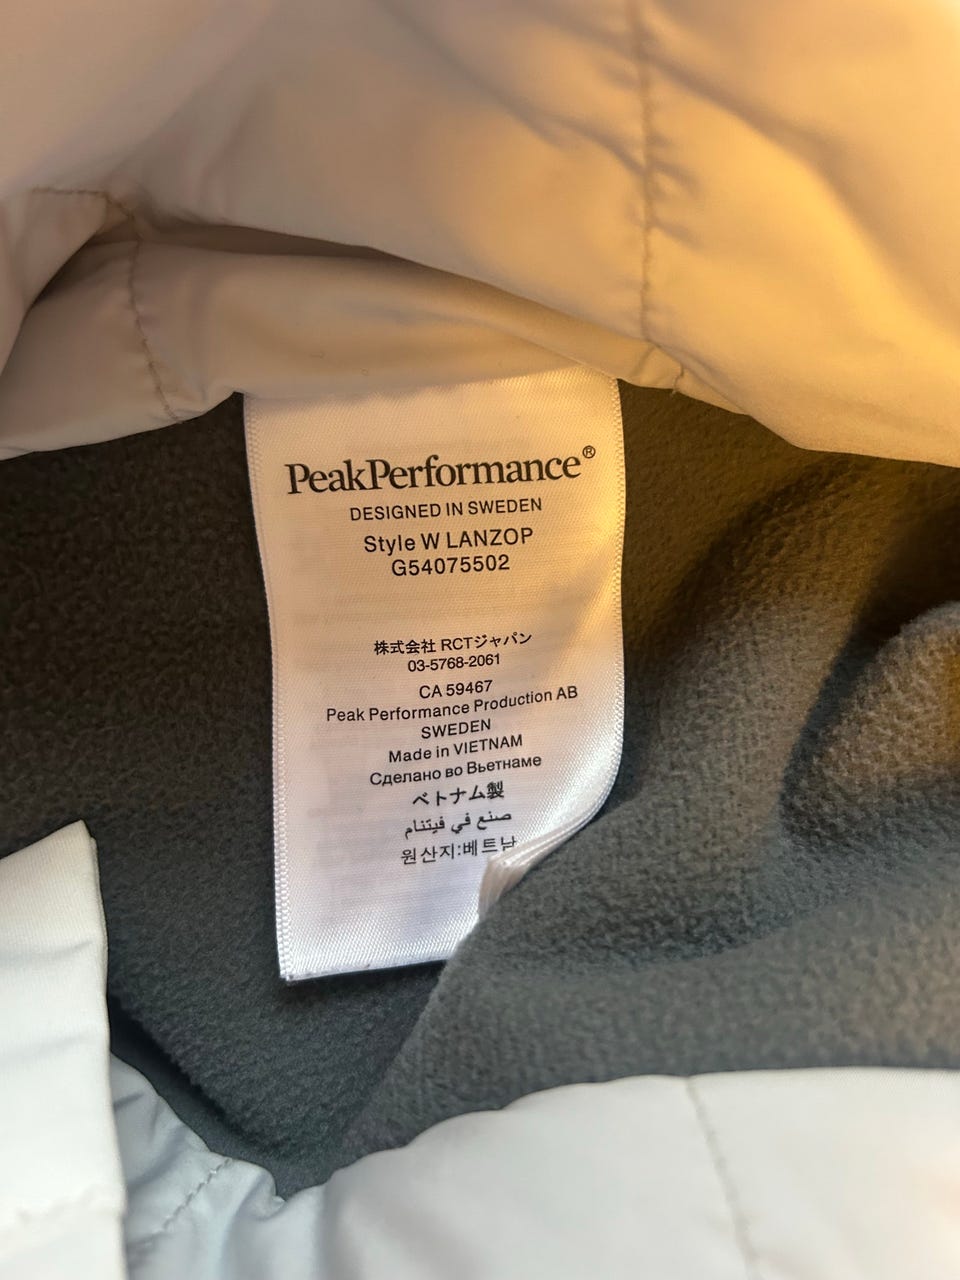 PeakPerformance®
DESIGNED IN SWEDEN
Style W LANZOP
G54075502
株式会社 RCTジャパン
03-5768-2061
CA 59467
Peak Performance Production AB
SWEDEN
Made in VIETNAM
Сделано во Вьетнаме
ベトナム製
صنع في فيتنام
원산지:베트남